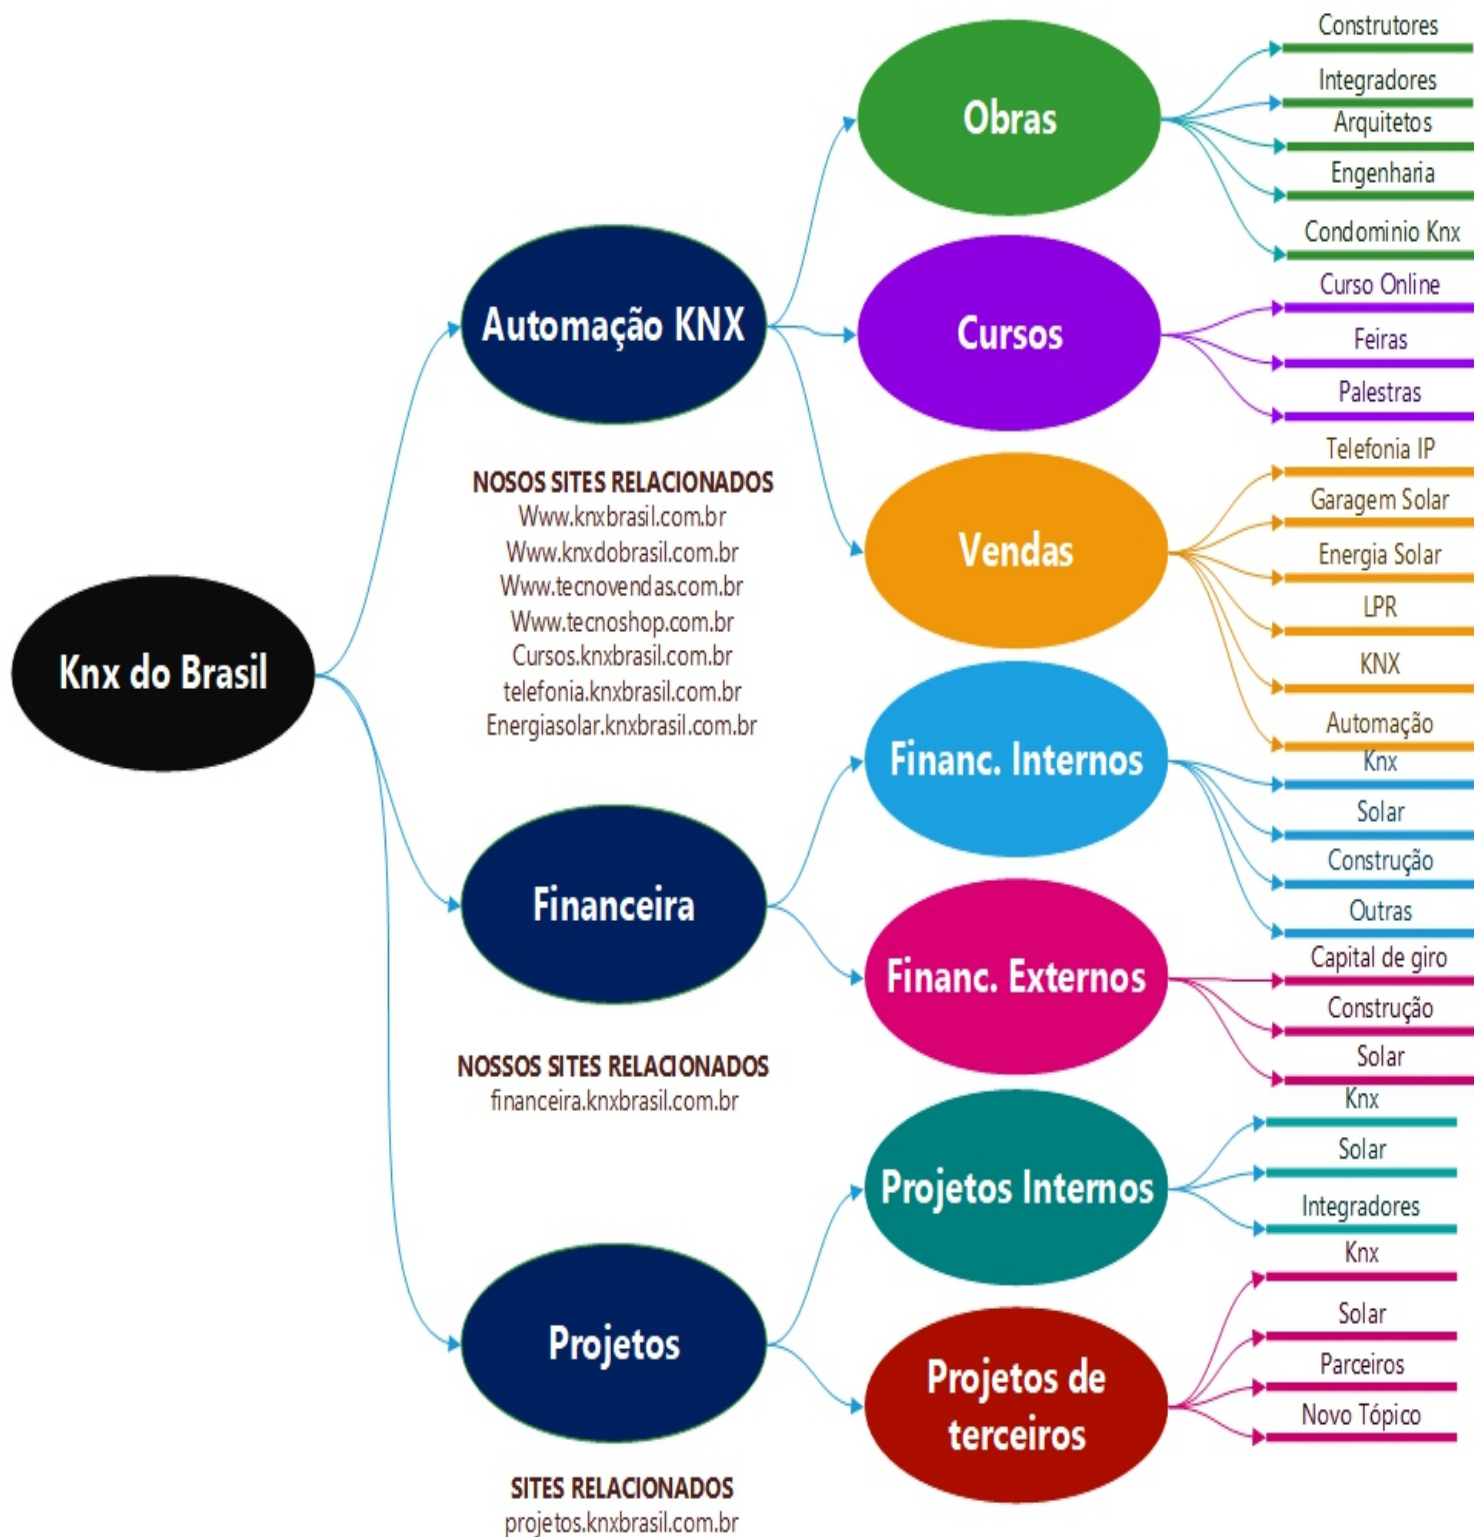 Knx do Brasil
Automação KNX
NOSOS SITES RELACIONADOS
Www.knxbrasil.com.br
Www.knxdobrasil.com.br
Www.tecnovendas.com.br
Www.tecnoshop.com.br
Cursos.knxbrasil.com.br
telefonia.knxbrasil.com.br
Energiasolar.knxbrasil.com.br
Obras
Construtores
Integradores
Arquitetos
Engenharia
Condominio Knx
Cursos
Curso Online
Feiras
Palestras
Vendas
Telefonia IP
Garagem Solar
Energia Solar
LPR
KNX
Automação
Financeira
NOSSOS SITES RELACIONADOS
financeira.knxbrasil.com.br
Financ. Internos
Knx
Solar
Construção
Outras
Financ. Externos
Capital de giro
Construção
Solar
Projetos
SITES RELACIONADOS
projetos.knxbrasil.com.br
Projetos Internos
Knx
Solar
Integradores
Projetos de
terceiros
Knx
Solar
Parceiros
Novo Tópico